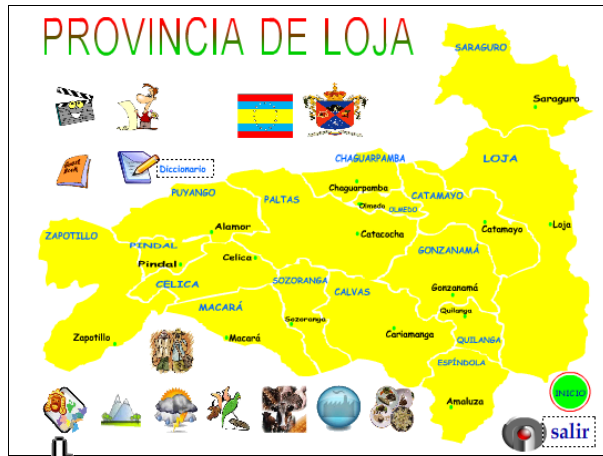 PROVINCIA DE LOJA
SARAGURO
Saraguro
Diccionario
CHAGUARPAMBA
LOJA
Chaguarpamba
PUYANGO
PALTAS
CATAMAYO
Olmedo
OLMEDO
ZAPOTILLO
Alamor
Catacocha
Catamayo
Loja
PINDAL
GONZANAMÁ
Pindal
Celica
CELICA
SOZORANGA
CALVAS
Gonzanamá
MACARÁ
Sozoranga
Quilanga
Zapotillo
Macará
Cariamanga
QUILANGA
ESPÍNDOLA
INICIO
Amaluza
salir